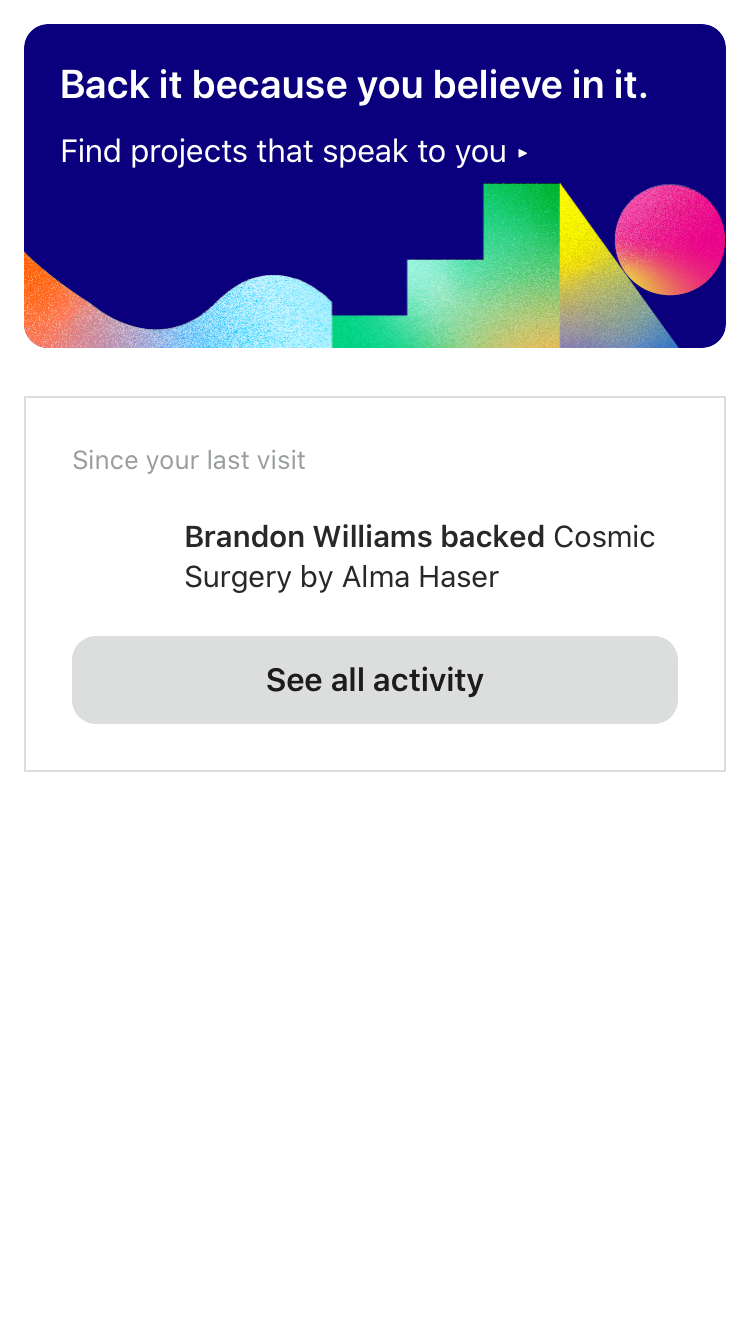 Back it because you believe in it.
Find projects that speak to you ▸
Since your last visit
Brandon Williams backed Cosmic
Surgery by Alma Haser
See all activity